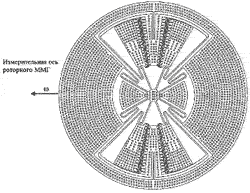 Измерительная ось
роторного ММГ
ω